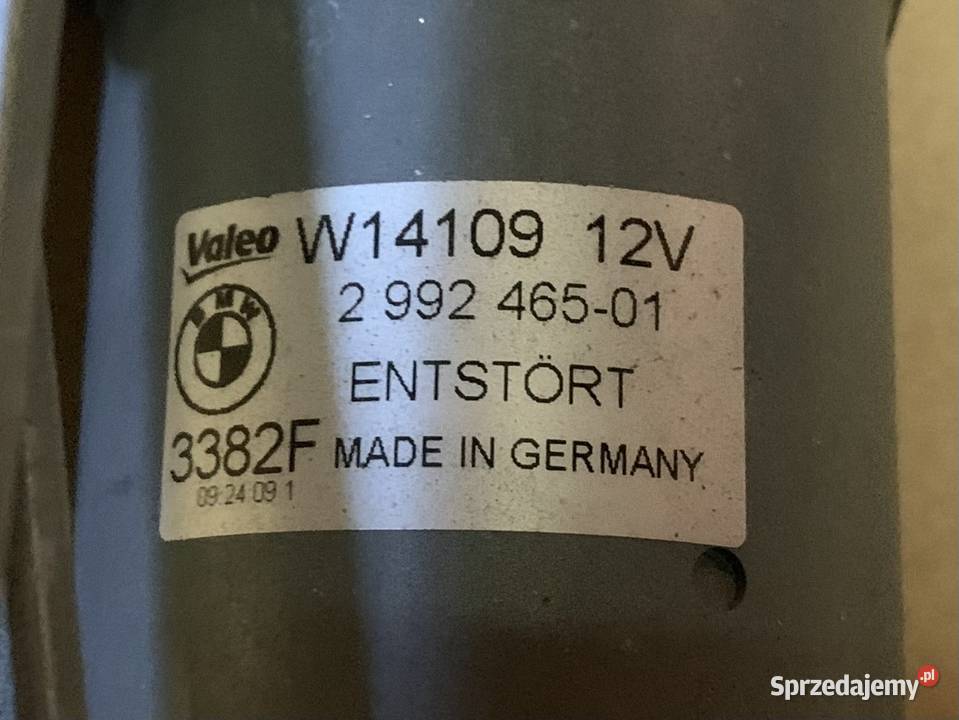 Valeo W14109 12V
2 992 465-01
BMW
ENTSTÖRT
3382F MADE IN GERMANY
09:24 09 1
Sprzedajemy.pl